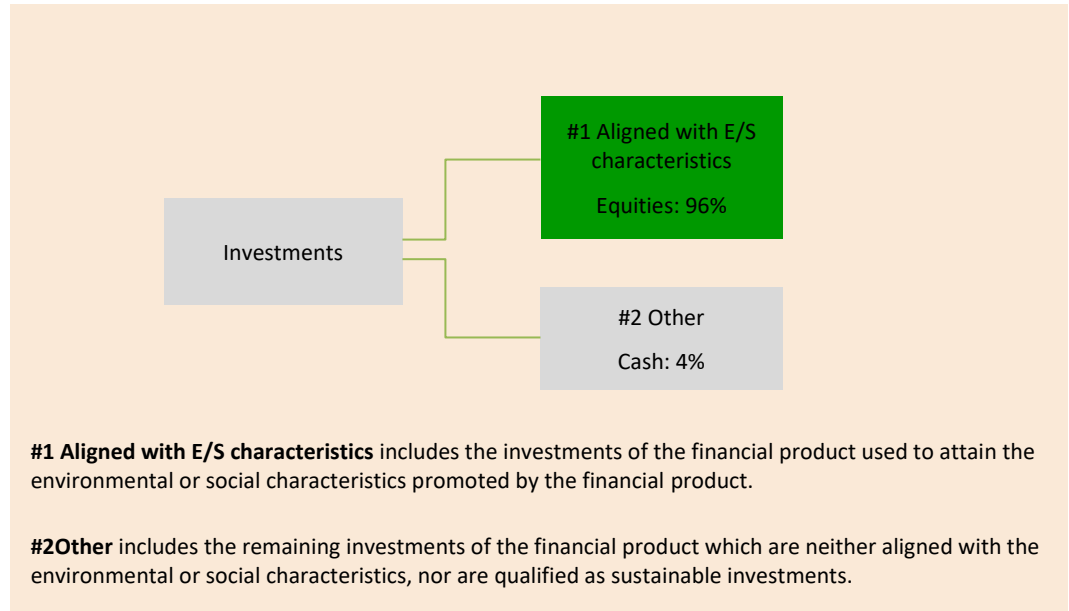 #1 Aligned with E/S
characteristics
Equities: 96%
Investments
#2 Other
Cash: 4%
#1 Aligned with E/S characteristics includes the investments of the financial product used to attain the
environmental or social characteristics promoted by the financial product.
#2Other includes the remaining investments of the financial product which are neither aligned with the
environmental or social characteristics, nor are qualified as sustainable investments.